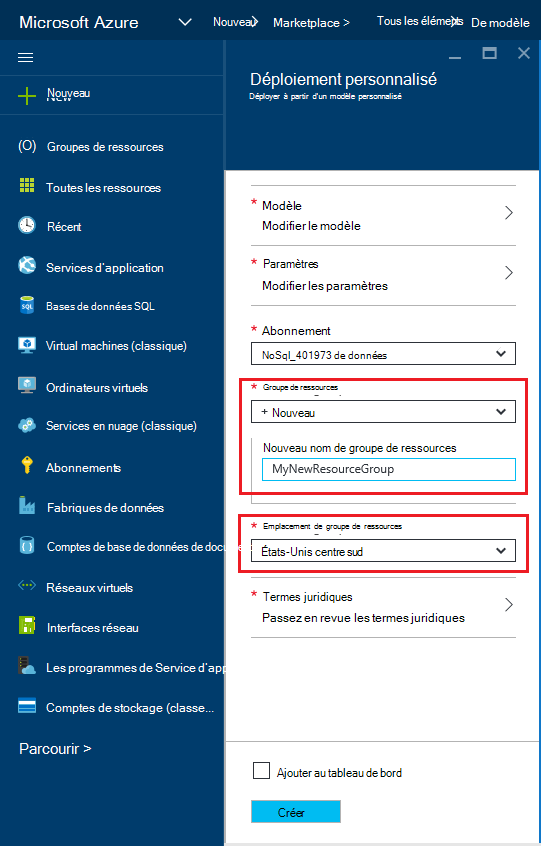 Microsoft Azure
Nouveau
Marketplace >
Tous les éléments
De modèle
Nouveau
New
(O) Groupes de ressources
Toutes les ressources
Récent
Services d'application
SQL Bases de données SQL
Virtual machines (classique)
Ordinateurs virtuels
Services en nuage (classique)
Abonnements
Fabriques de données
Comptes de base de données de docu
Réseaux virtuels
Interfaces réseau
Les programmes de Service d'app
Comptes de stockage (classe...
Parcourir >
Déploiement personnalisé
Déployer à partir d'un modèle personnalisé
* Modèle
Modifier le modèle
* Paramètres
Modifier les paramètres
* Abonnement
NoSql_401973 de données
* Groupe de ressources
+ Nouveau
Nouveau nom de groupe de ressources
MyNewResourceGroup
* Emplacement de groupe de ressources
États-Unis centre sud
* Termes juridiques
Passez en revue les termes juridiques
Ajouter au tableau de bord
Créer